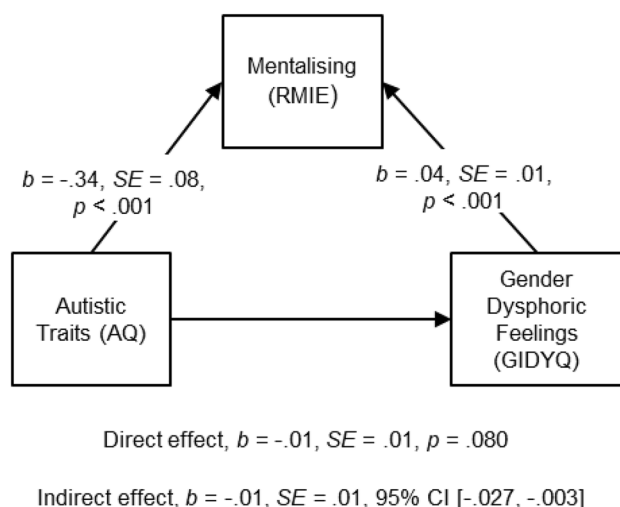 Mentalising
(RMIE)
b = -.34, SE = .08,
p < .001
b = .04, SE = .01,
p < .001
Autistic
Traits (AQ)
Gender
Dysphoric
Feelings
(GIDYQ)
Direct effect, b = -.01, SE = .01, p = .080
Indirect effect, b = -.01, SE = .01, 95% CI [-.027, -.003]